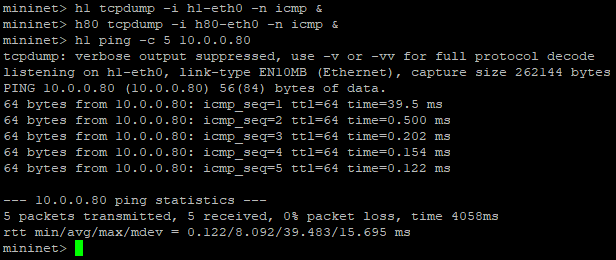 mininet> h1 tcpdump -i h1-eth0 -n icmp &
mininet> h80 tcpdump -i h80-eth0 -n icmp &
mininet> h1 ping -c 5 10.0.0.80
tcpdump: verbose output suppressed, use -v or -vv for full protocol decode
listening on h1-eth0, link-type EN10MB (Ethernet), capture size 262144 bytes
PING 10.0.0.80 (10.0.0.80) 56(84) bytes of data.
64 bytes from 10.0.0.80: icmp_seq=1 ttl=64 time=39.5 ms
64 bytes from 10.0.0.80: icmp_seq=2 ttl=64 time=0.500 ms
64 bytes from 10.0.0.80: icmp_seq=3 ttl=64 time=0.202 ms
64 bytes from 10.0.0.80: icmp_seq=4 ttl=64 time=0.154 ms
64 bytes from 10.0.0.80: icmp_seq=5 ttl=64 time=0.122 ms
--- 10.0.0.80 ping statistics ---
5 packets transmitted, 5 received, 0% packet loss, time 4058ms
rtt min/avg/max/mdev = 0.122/8.092/39.483/15.695 ms
mininet>